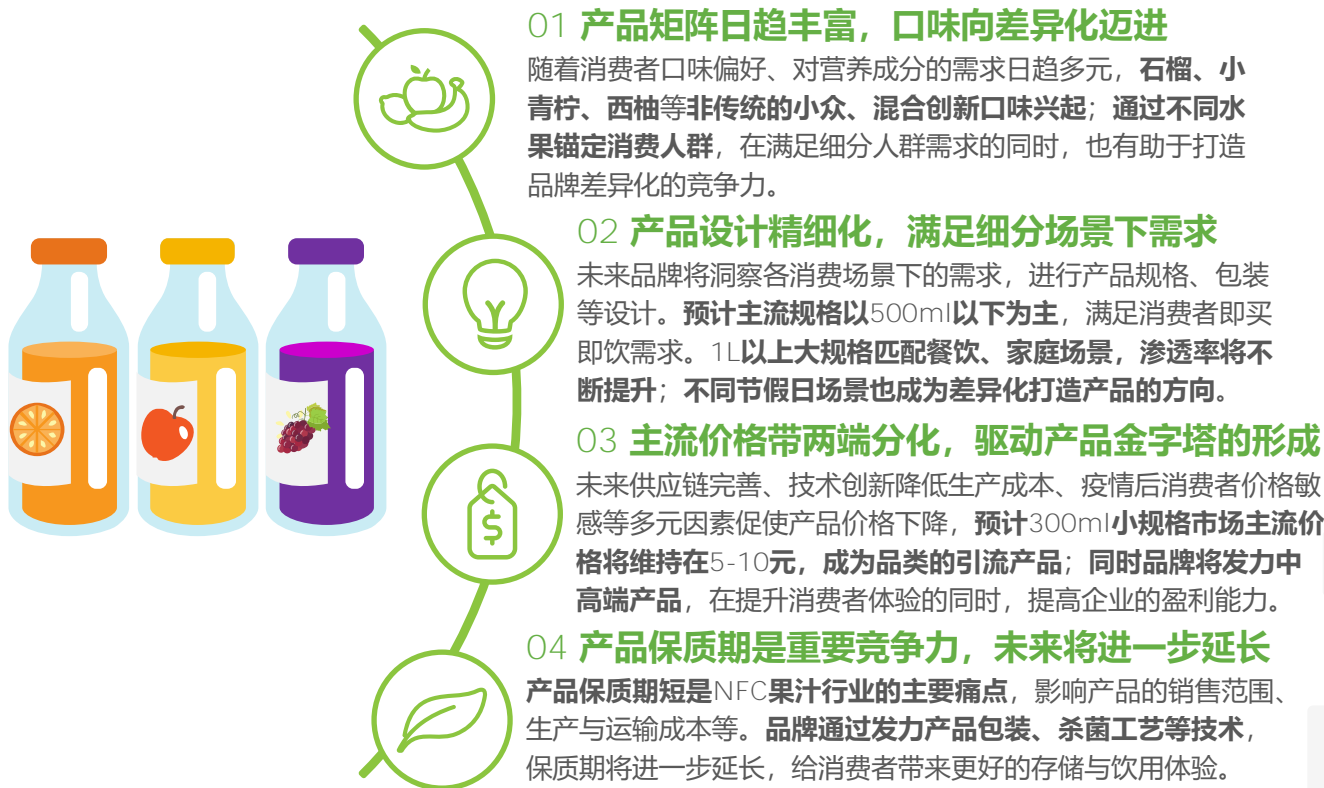 01 产品矩阵日趋丰富，口味向差异化迈进
随着消费者口味偏好、对营养成分的需求日趋多元，石榴、小
青柠、西柚等非传统的小众、混合创新口味兴起；通过不同水
果锚定消费人群，在满足细分人群需求的同时，也有助于打造
品牌差异化的竞争力。
02 产品设计精细化，满足细分场景下需求
未来品牌将洞察各消费场景下的需求，进行产品规格、包装
等设计。预计主流规格以500ml以下为主，满足消费者即买
即饮需求。1L以上大规格匹配餐饮、家庭场景，渗透率将不
断提升；不同节假日场景也成为差异化打造产品的方向。
03 主流价格带两端分化，驱动产品金字塔的形成
未来供应链完善、技术创新降低生产成本、疫情后消费者价格敏
感等多元因素促使产品价格下降，预计300ml小规格市场主流价
格将维持在5-10元，成为品类的引流产品；同时品牌将发力中
高端产品，在提升消费者体验的同时，提高企业的盈利能力。
$
04 产品保质期是重要竞争力，未来将进一步延长
产品保质期短是NFC果汁行业的主要痛点，影响产品的销售范围、
生产与运输成本等。品牌通过发力产品包装、杀菌工艺等技术，
保质期将进一步延长，给消费者带来更好的存储与饮用体验。